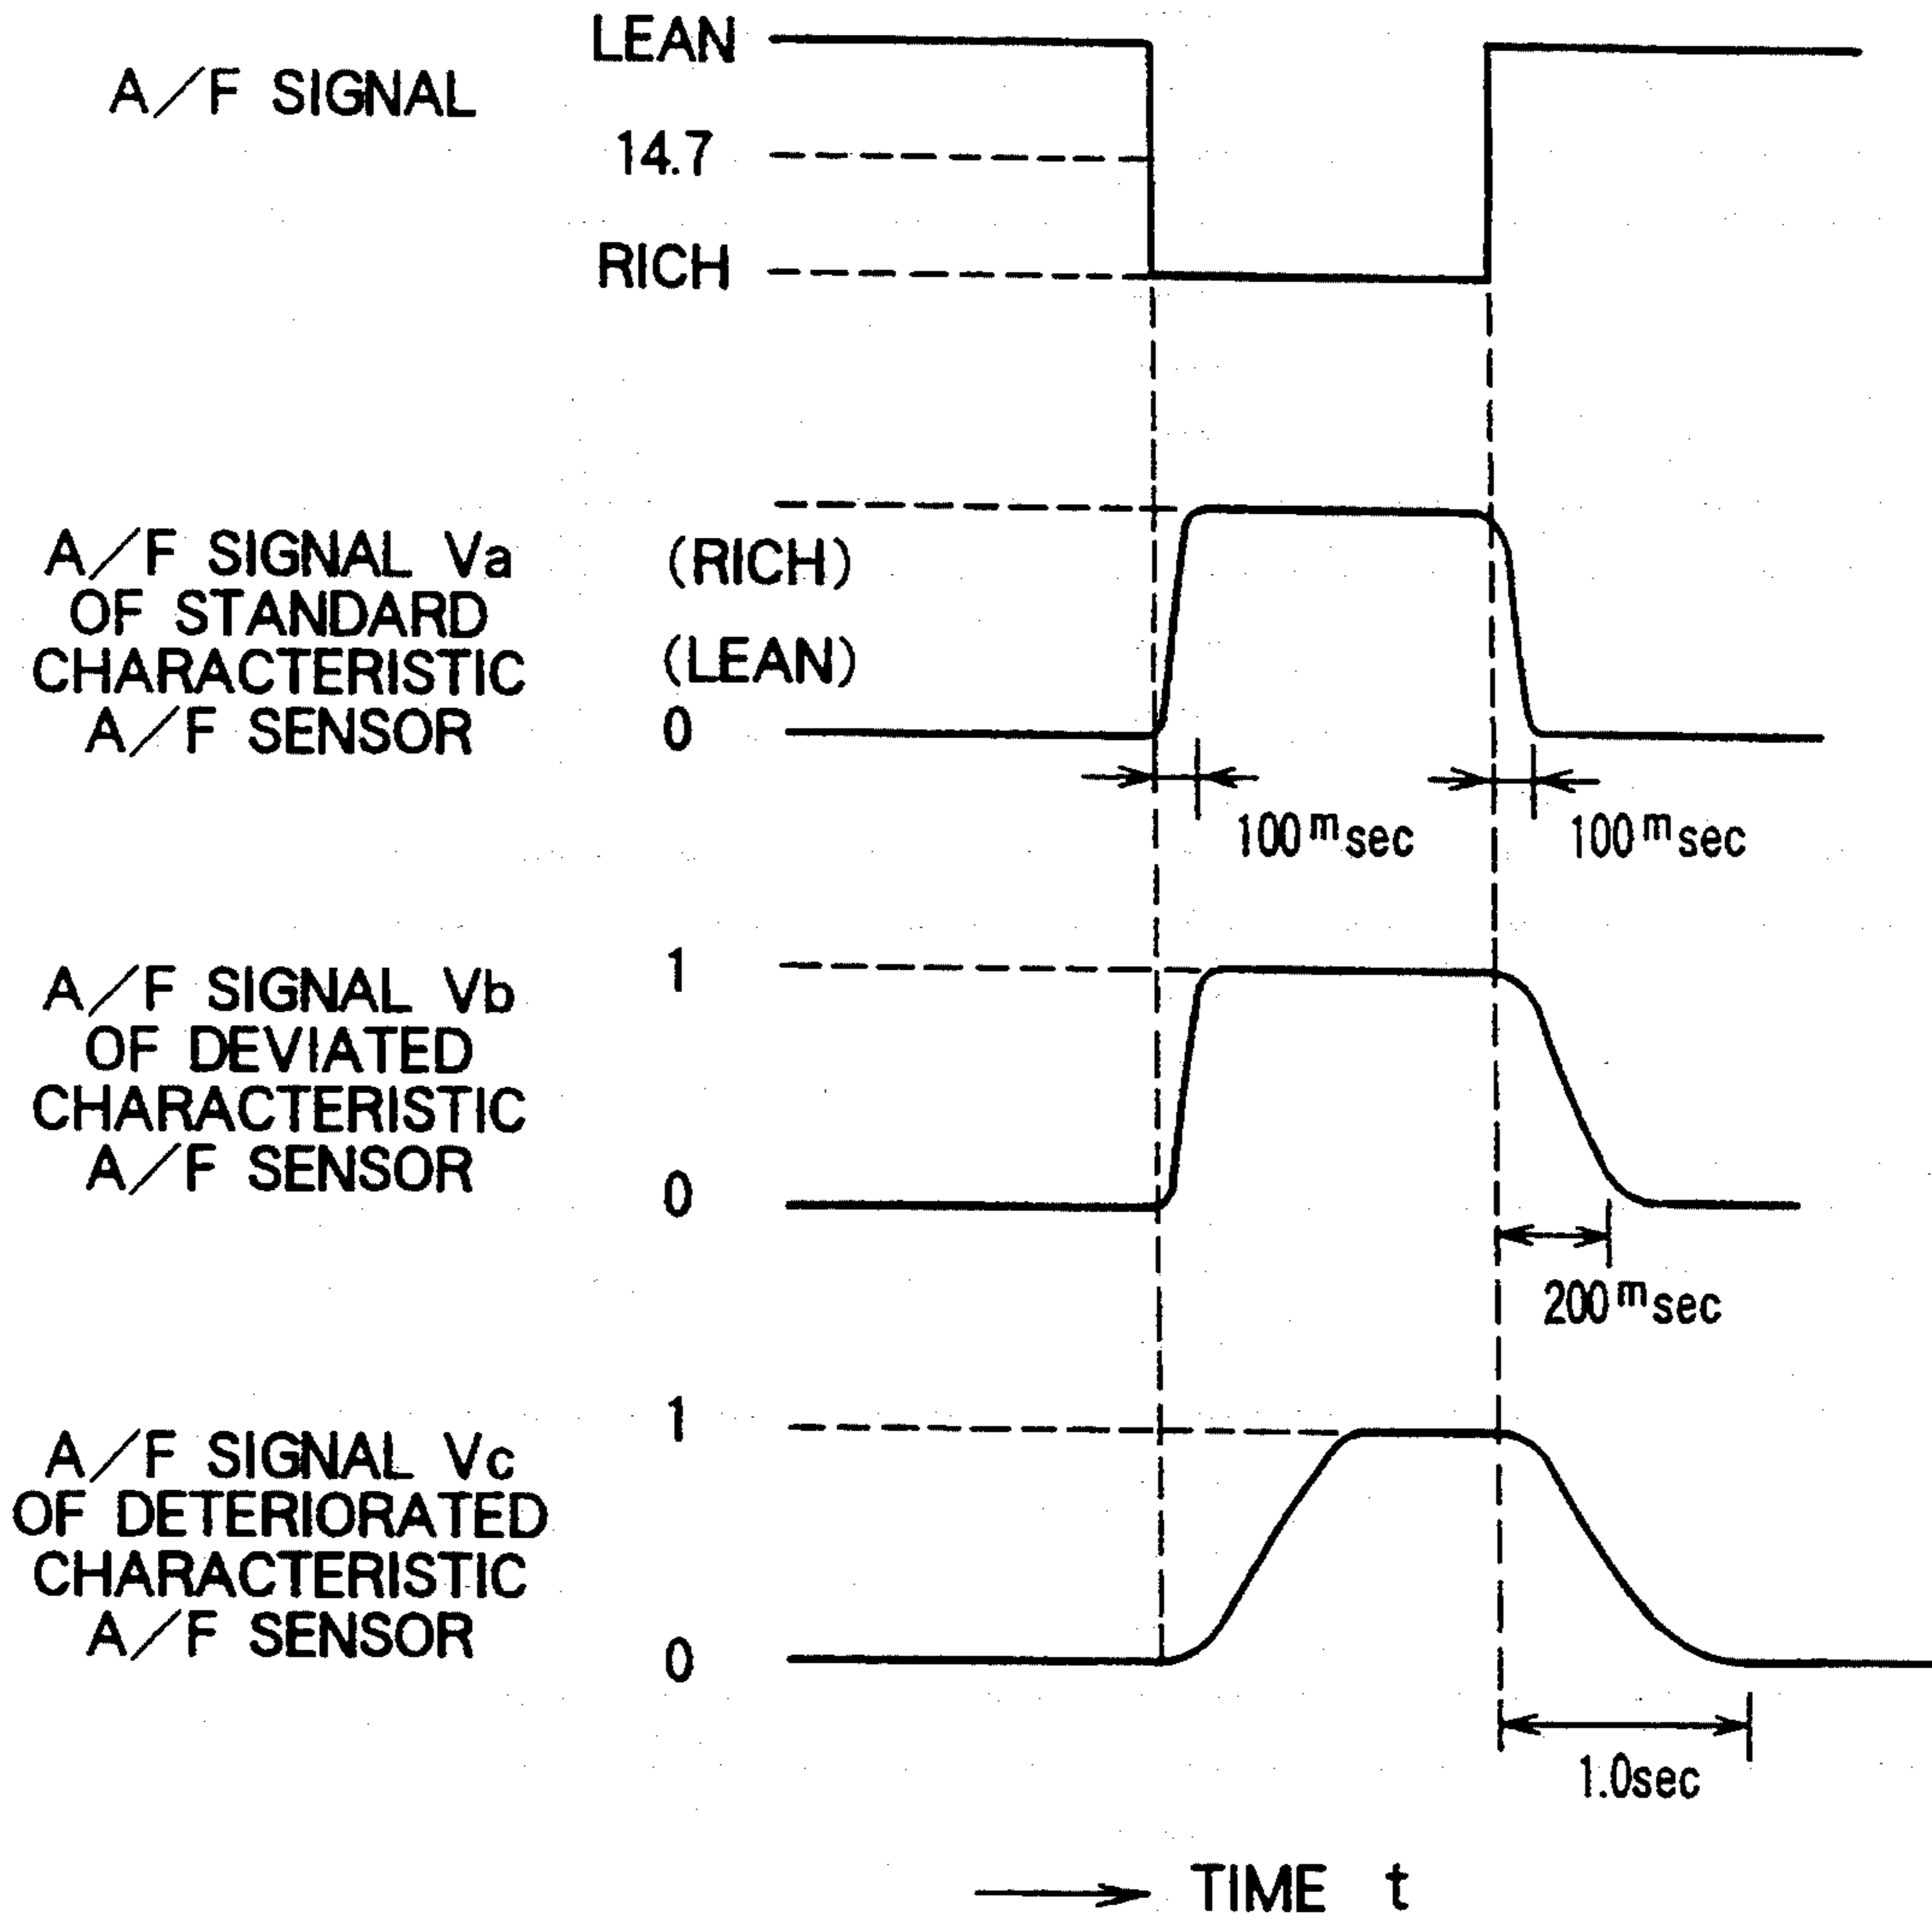 LEAN
A/F SIGNAL
14.7
RICH
A/F SIGNAL Va
OF STANDARD
CHARACTERISTIC
A/F SENSOR
(RICH)
(LEAN)
0
100msec
100msec
A/F SIGNAL Vb
OF DEVIATED
CHARACTERISTIC
A/F SENSOR
1
0
200msec
A/F SIGNAL Vc
OF DETERIORATED
CHARACTERISTIC
A/F SENSOR
1
0
1.0sec
TIME t